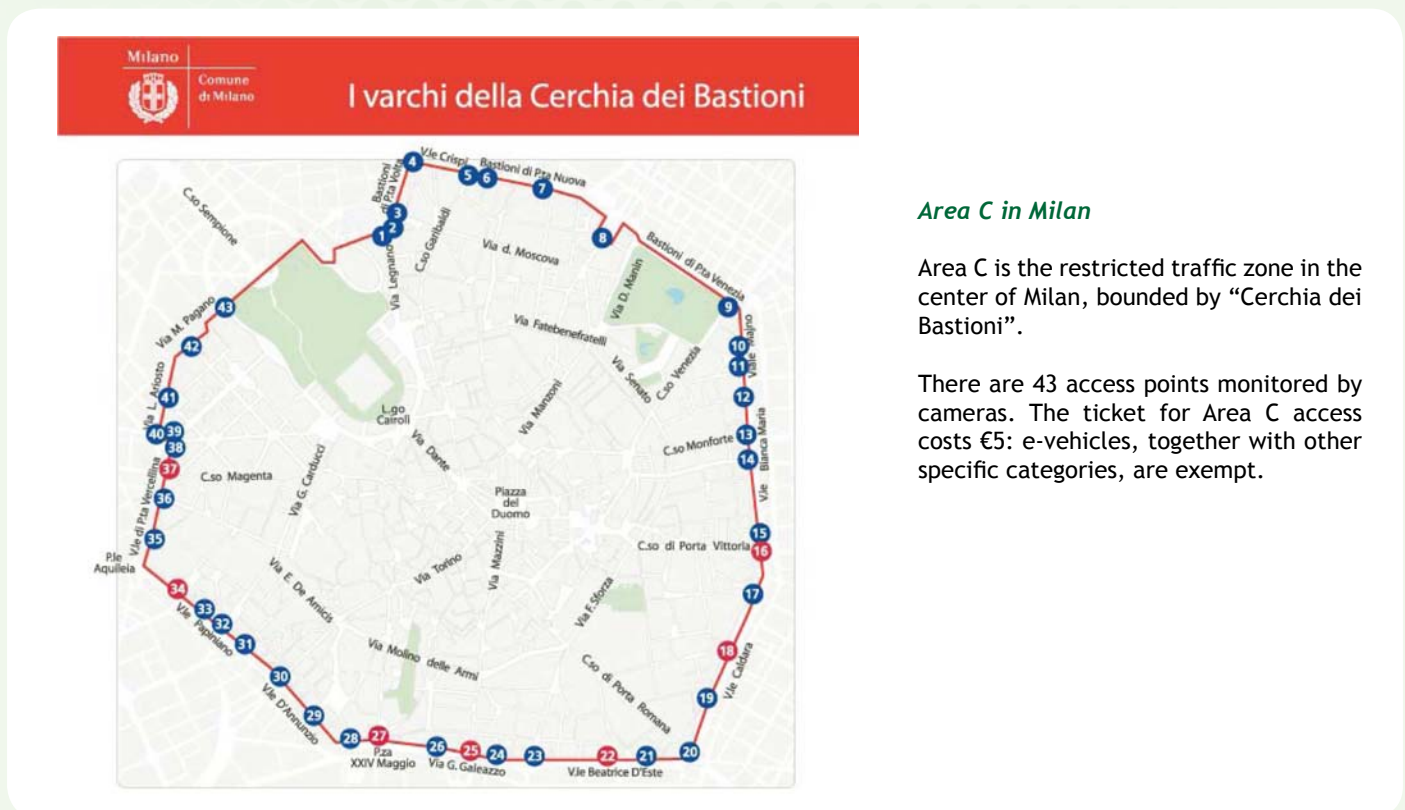 Milano
Comune
di Milano
I varchi della Cerchia dei Bastioni
4
V.le Crispi
5
6
Bastioni di P.ta Nuova
7
Bastioni
di P.ta Volta
3
2
1
C.so Sempione
C.so Garibaldi
Via Legnano
Via d. Moscova
8
Bastioni di P.ta Venezia
Via D. Manin
9
43
Via M. Pagano
42
Via Fatebenefratelli
Via Senato
C.so Venezia
10
11
Viale Majno
12
Via L. Ariosto
41
L.go
Cairoli
Via Manzoni
Via Dante
40
39
38
37
C.so Monforte
13
14
V.le Bianca Maria
C.so Magenta
Via G. Carducci
36
V.le di P.ta Vercellina
35
Piazza
del
Duomo
15
C.so di Porta Vittoria
16
P.le
Aquileia
Via Torino
Via Mazzini
34
Via E. De Amicis
Via F. Sforza
17
33
32
V.le Papiniano
31
Via Molino delle Armi
18
V.le Caldara
C.so di Porta Romana
30
19
V.le D'Annunzio
29
28
27
P.za
XXIV Maggio
26
25
24
Via G. Galeazzo
23
22
21
20
V.le Beatrice D'Este
Area C in Milan
Area C is the restricted traffic zone in the
center of Milan, bounded by “Cerchia dei
Bastioni”.
There are 43 access points monitored by
cameras. The ticket for Area C access
costs €5: e-vehicles, together with other
specific categories, are exempt.